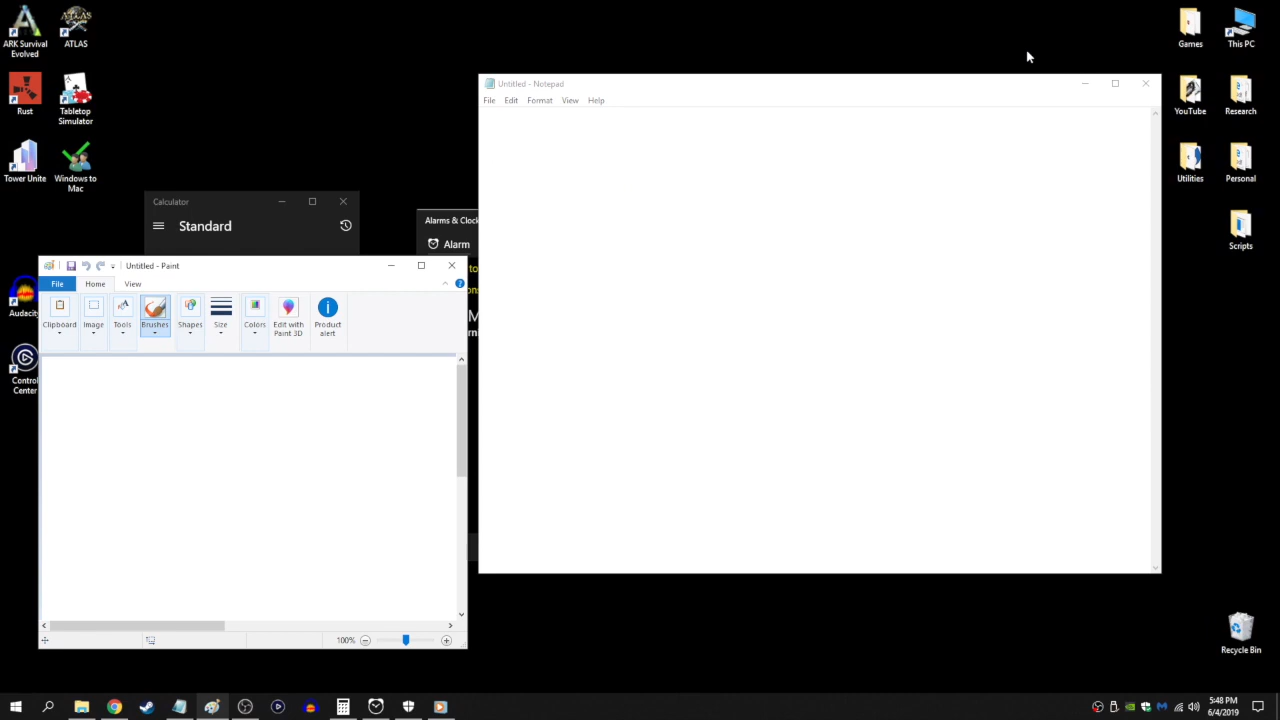 ARK Survival
Evolved
ATLAS
Rust
Tabletop
Simulator
Tower Unite
Windows to
Mac
Audacity
Control
Center
Games
This PC
YouTube
Research
Utilities
Personal
Scripts
Recycle Bin
Calculator
Standard
Alarms & Clock
Alarm
Untitled - Notepad
File Edit Format View Help
Untitled - Paint
File Home View
Clipboard
Image
Tools
Brushes
Shapes
Size
Colors
Edit with
Paint 3D
Product
alert
100%
5:48 PM
6/4/2019